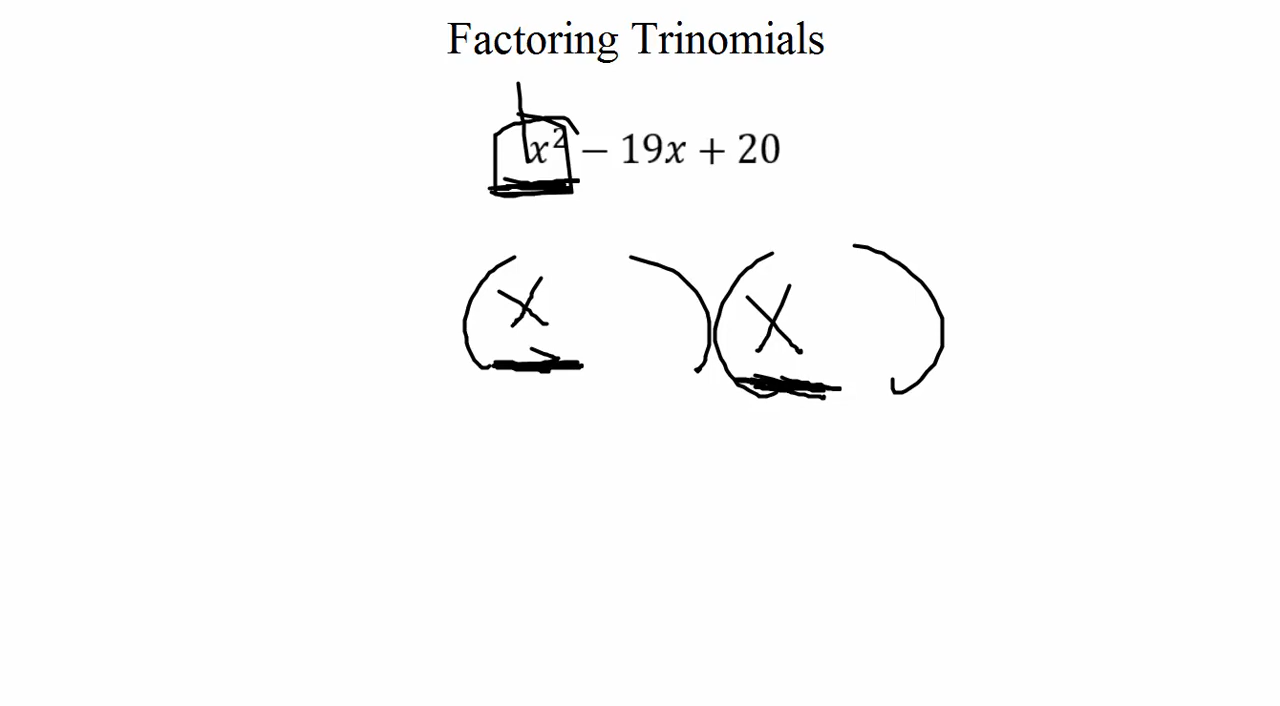 Factoring Trinomials
x² − 19x + 20
(x )(x )